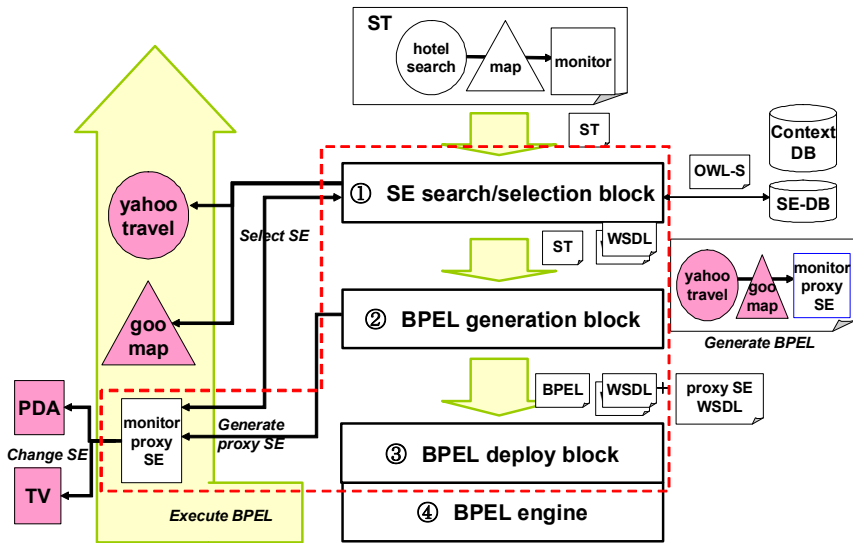 ST
hotel
search
map
monitor
ST
Context
DB
OWL-S
SE-DB
① SE search/selection block
yahoo
travel
Select SE
ST
WSDL
yahoo
travel
goo
map
monitor
proxy
SE
Generate BPEL
② BPEL generation block
goo
map
BPEL
WSDL
+
proxy SE
WSDL
PDA
Change SE
TV
monitor
proxy
SE
Generate
proxy SE
③ BPEL deploy block
④ BPEL engine
Execute BPEL